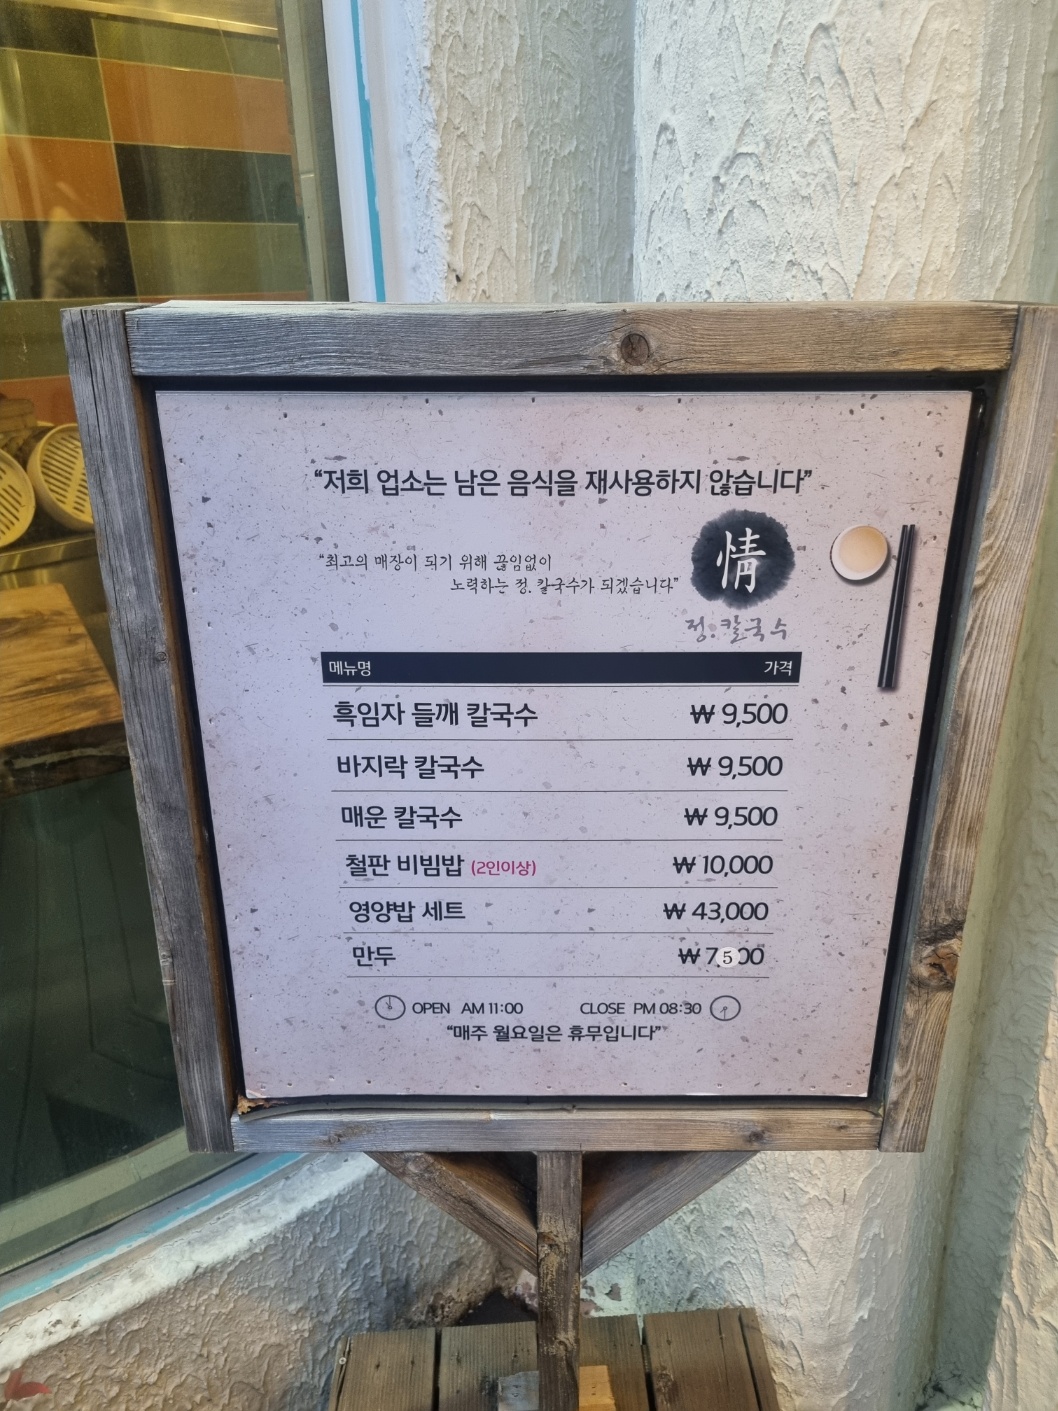 “저희 업소는 남은 음식을 재사용하지 않습니다”
“최고의 매장이 되기 위해 끊임없이
노력하는 정.칼국수가 되겠습니다”
情
정.칼국수
메뉴명 가격
흑임자 들깨 칼국수 ₩ 9,500
바지락 칼국수 ₩ 9,500
매운 칼국수 ₩ 9,500
철판 비빔밥 (2인이상) ₩ 10,000
영양밥 세트 ₩ 43,000
만두 ₩ 7,500
OPEN AM 11:00 CLOSE PM 08:30
“매주 월요일은 휴무입니다”